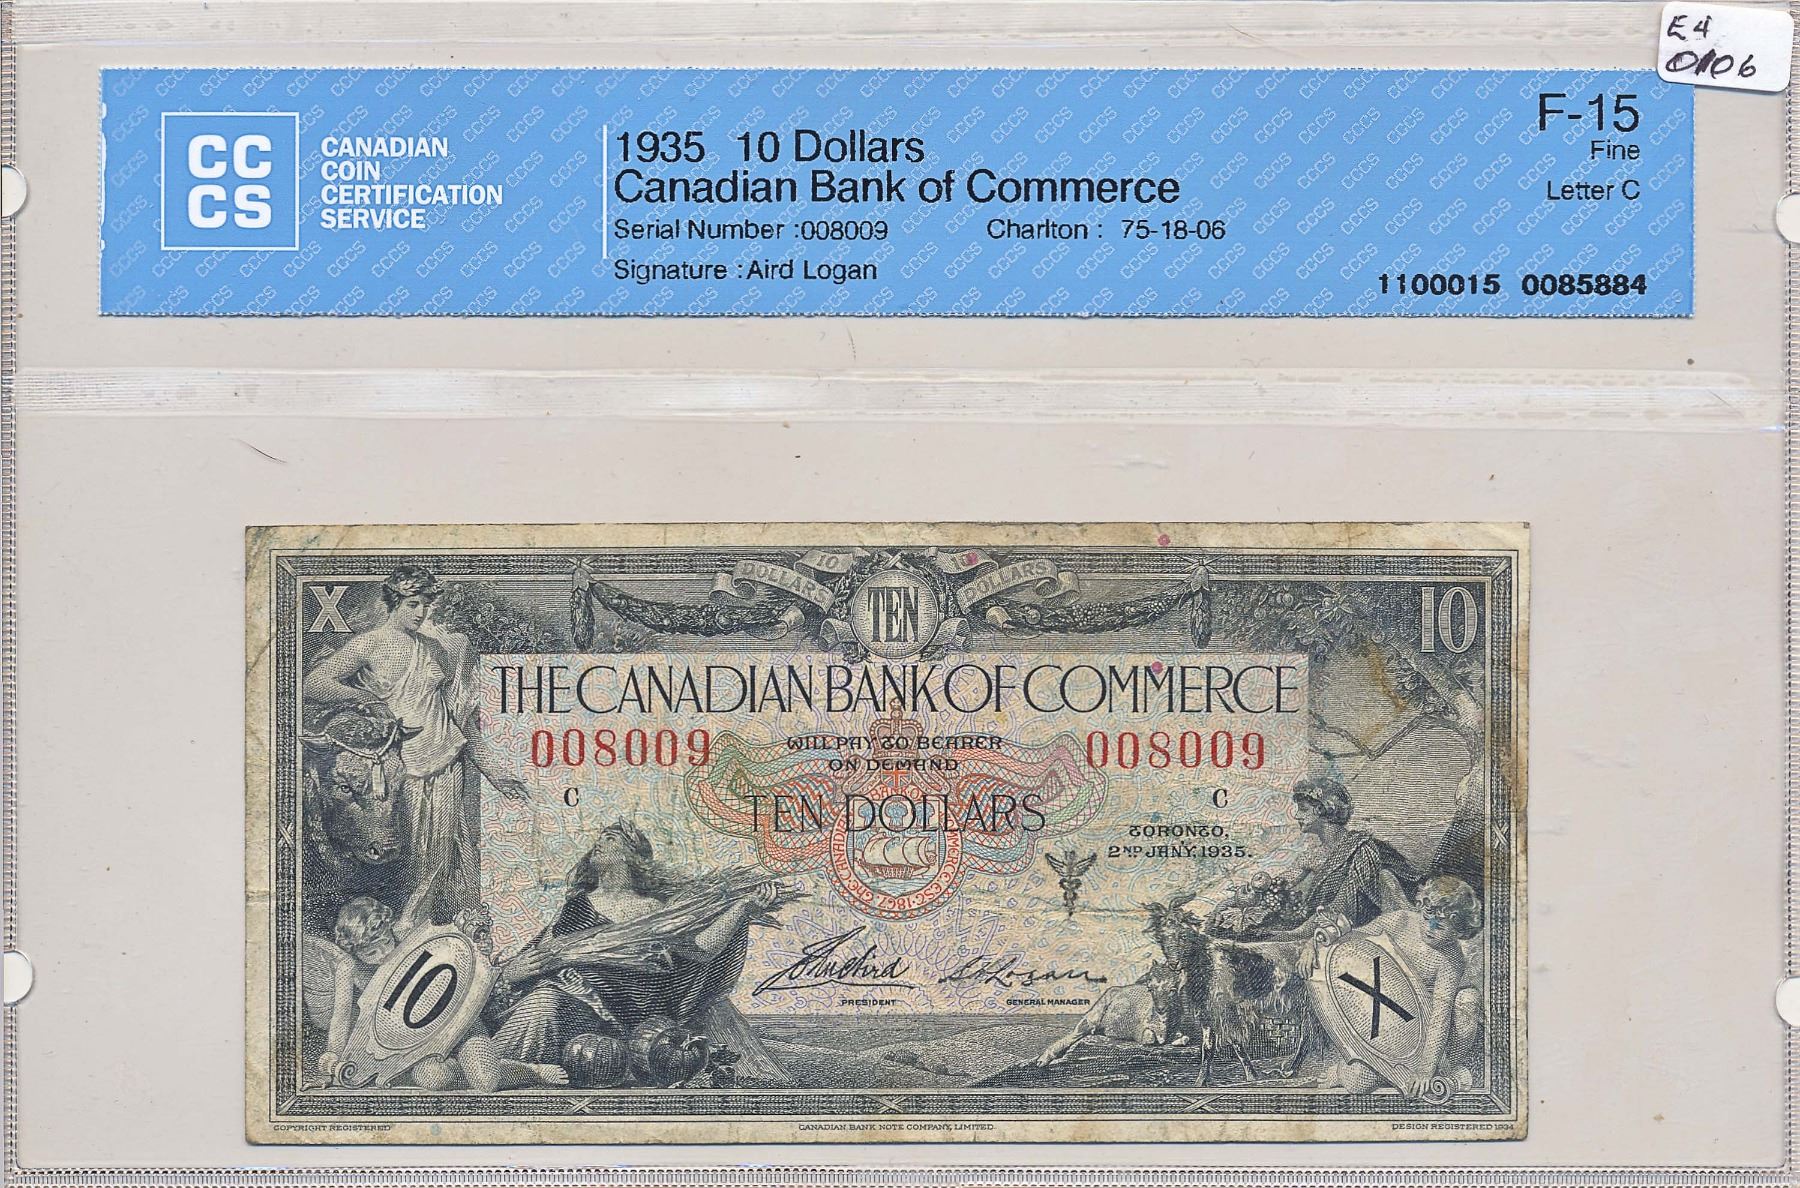 E 4
0106
CC
CS
CANADIAN
COIN
CERTIFICATION
SERVICE
1935 10 Dollars
Canadian Bank of Commerce
Serial Number :008009 Charlton : 75-18-06
Signature :Aird Logan
F-15
Fine
Letter C
1100015 0085884
X
DOLLARS 10
TEN
10 DOLLARS
10
THE CANADIAN BANK OF COMMERCE
008009
WILL PAY TO BEARER
ON DEMAND
008009
C
TEN DOLLARS
C
TORONTO,
2ND JANY, 1935.
10
PRESIDENT
Logan
GENERAL MANAGER
X
COPYRIGHT REGISTERED
CANADIAN BANK NOTE COMPANY, LIMITED.
DESIGN REGISTERED 1934